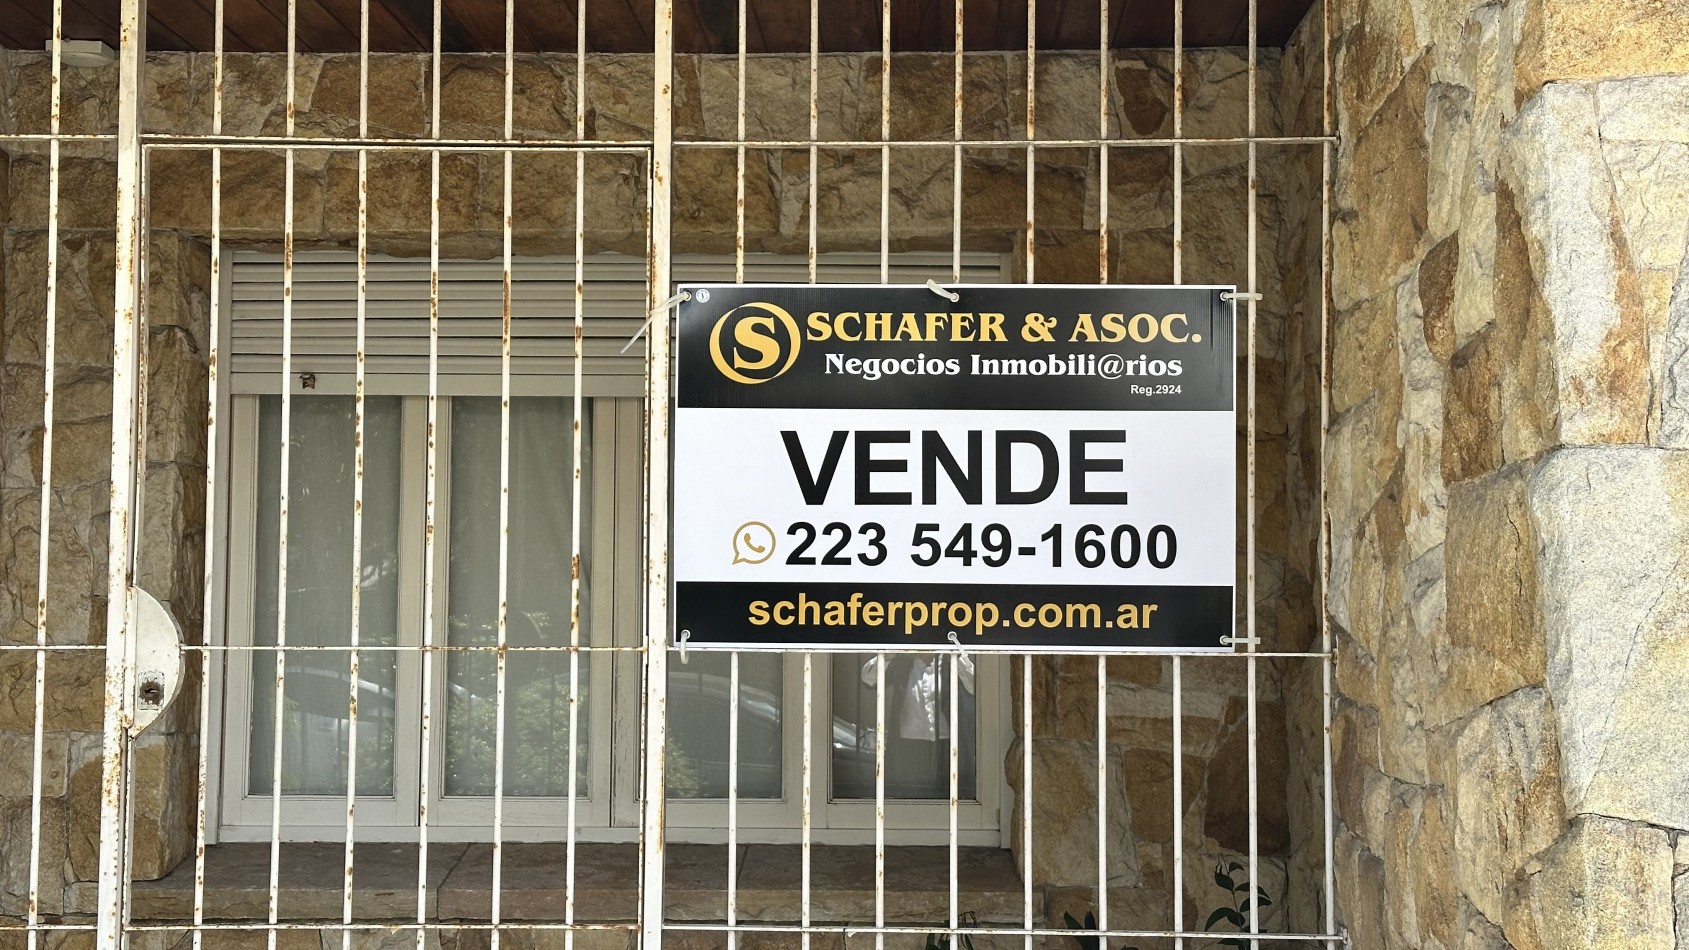 S SCHAFER & ASOC.
Negocios Inmobili@rios
Reg.2924
VENDE
223 549-1600
schaferprop.com.ar